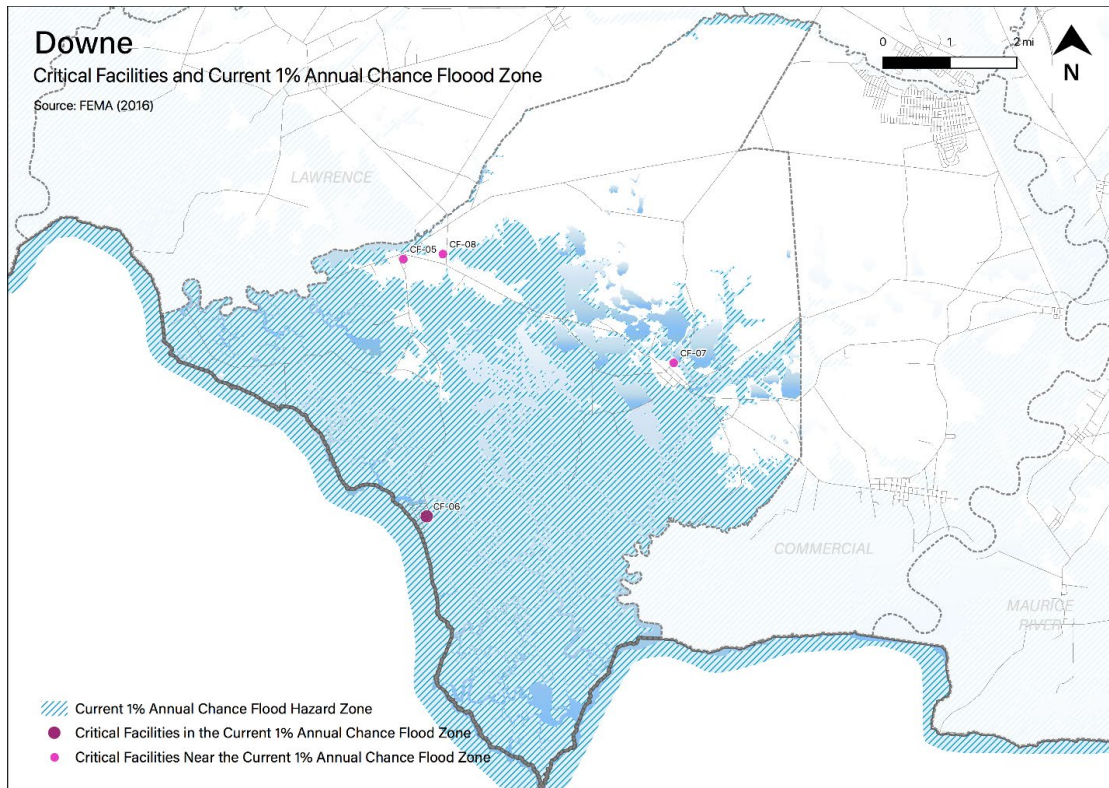 Downe
Critical Facilities and Current 1% Annual Chance Floood Zone
Source: FEMA (2016)
0 1 2 mi
N
LAWRENCE
CF-05
CF-08
CF-07
CF-06
COMMERCIAL
MAURICE
RIVER
Current 1% Annual Chance Flood Hazard Zone
Critical Facilities in the Current 1% Annual Chance Flood Zone
Critical Facilities Near the Current 1% Annual Chance Flood Zone